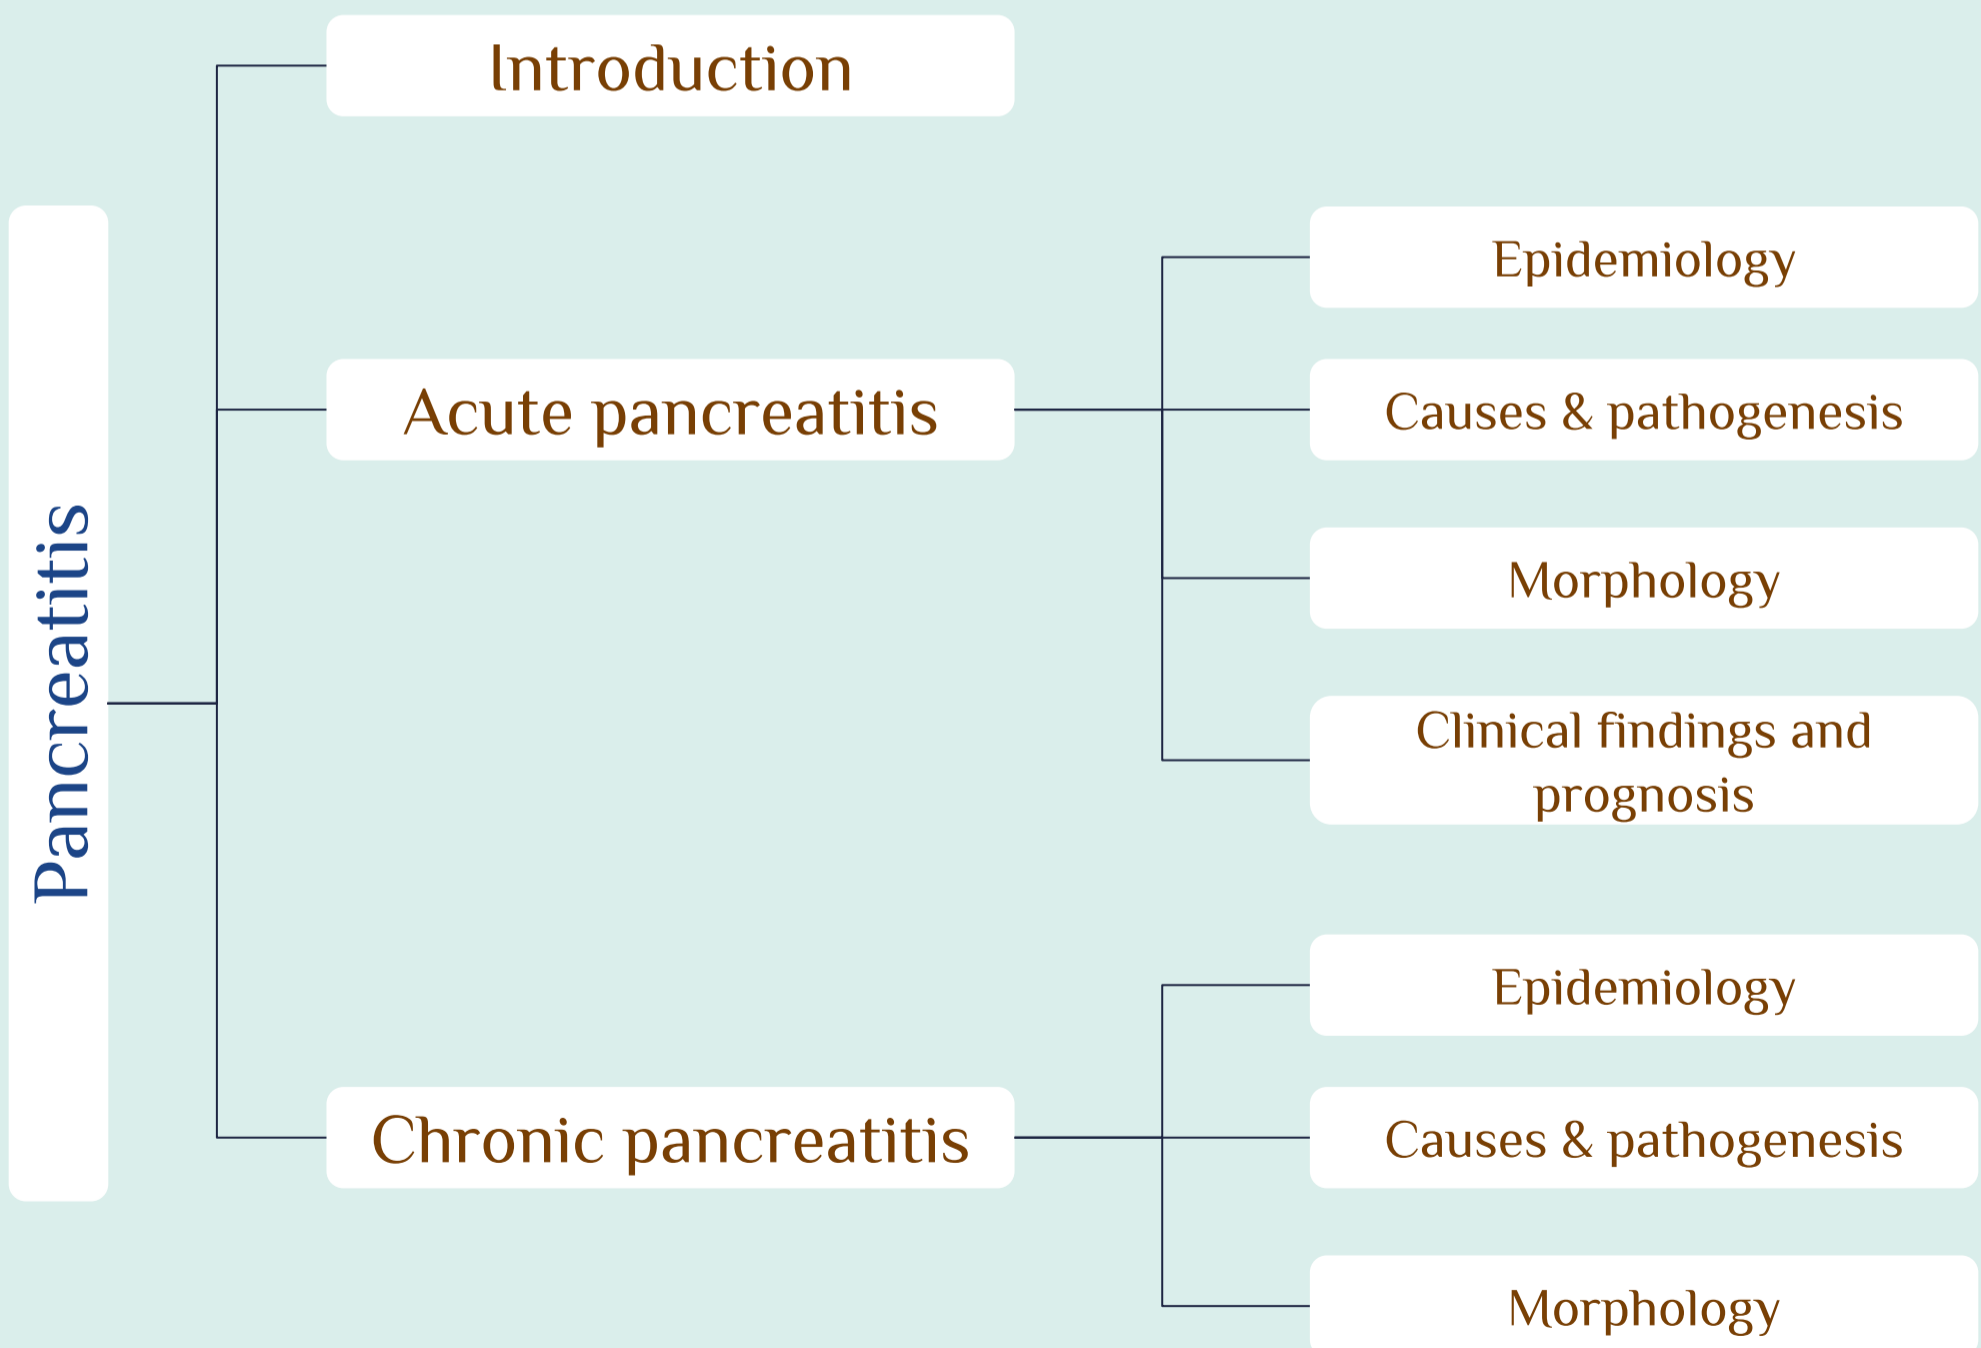 Pancreatitis
Introduction
Acute pancreatitis
Epidemiology
Causes & pathogenesis
Morphology
Clinical findings and
prognosis
Chronic pancreatitis
Epidemiology
Causes & pathogenesis
Morphology